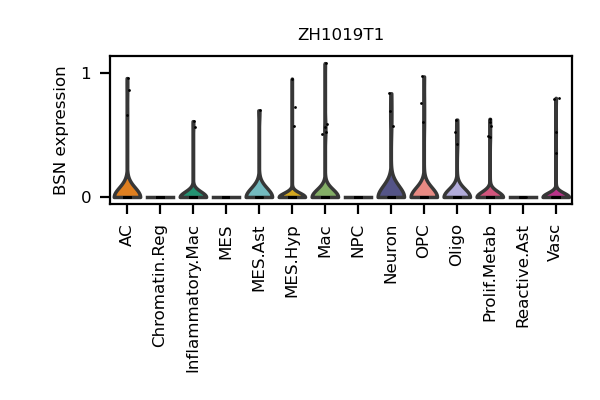 ZH1019T1
BSN expression
1
0
AC
Chromatin.Reg
Inflammatory.Mac
MES
MES.Ast
MES.Hyp
Mac
NPC
Neuron
OPC
Oligo
Prolif.Metab
Reactive.Ast
Vasc